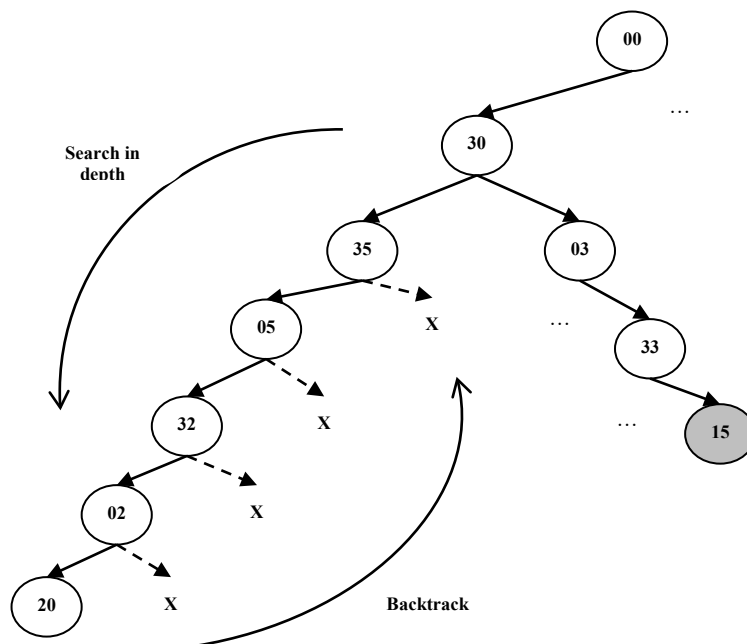 00
…
30
Search in
depth
35
03
05
X
…
33
32
X
…
15
02
X
20
X
Backtrack